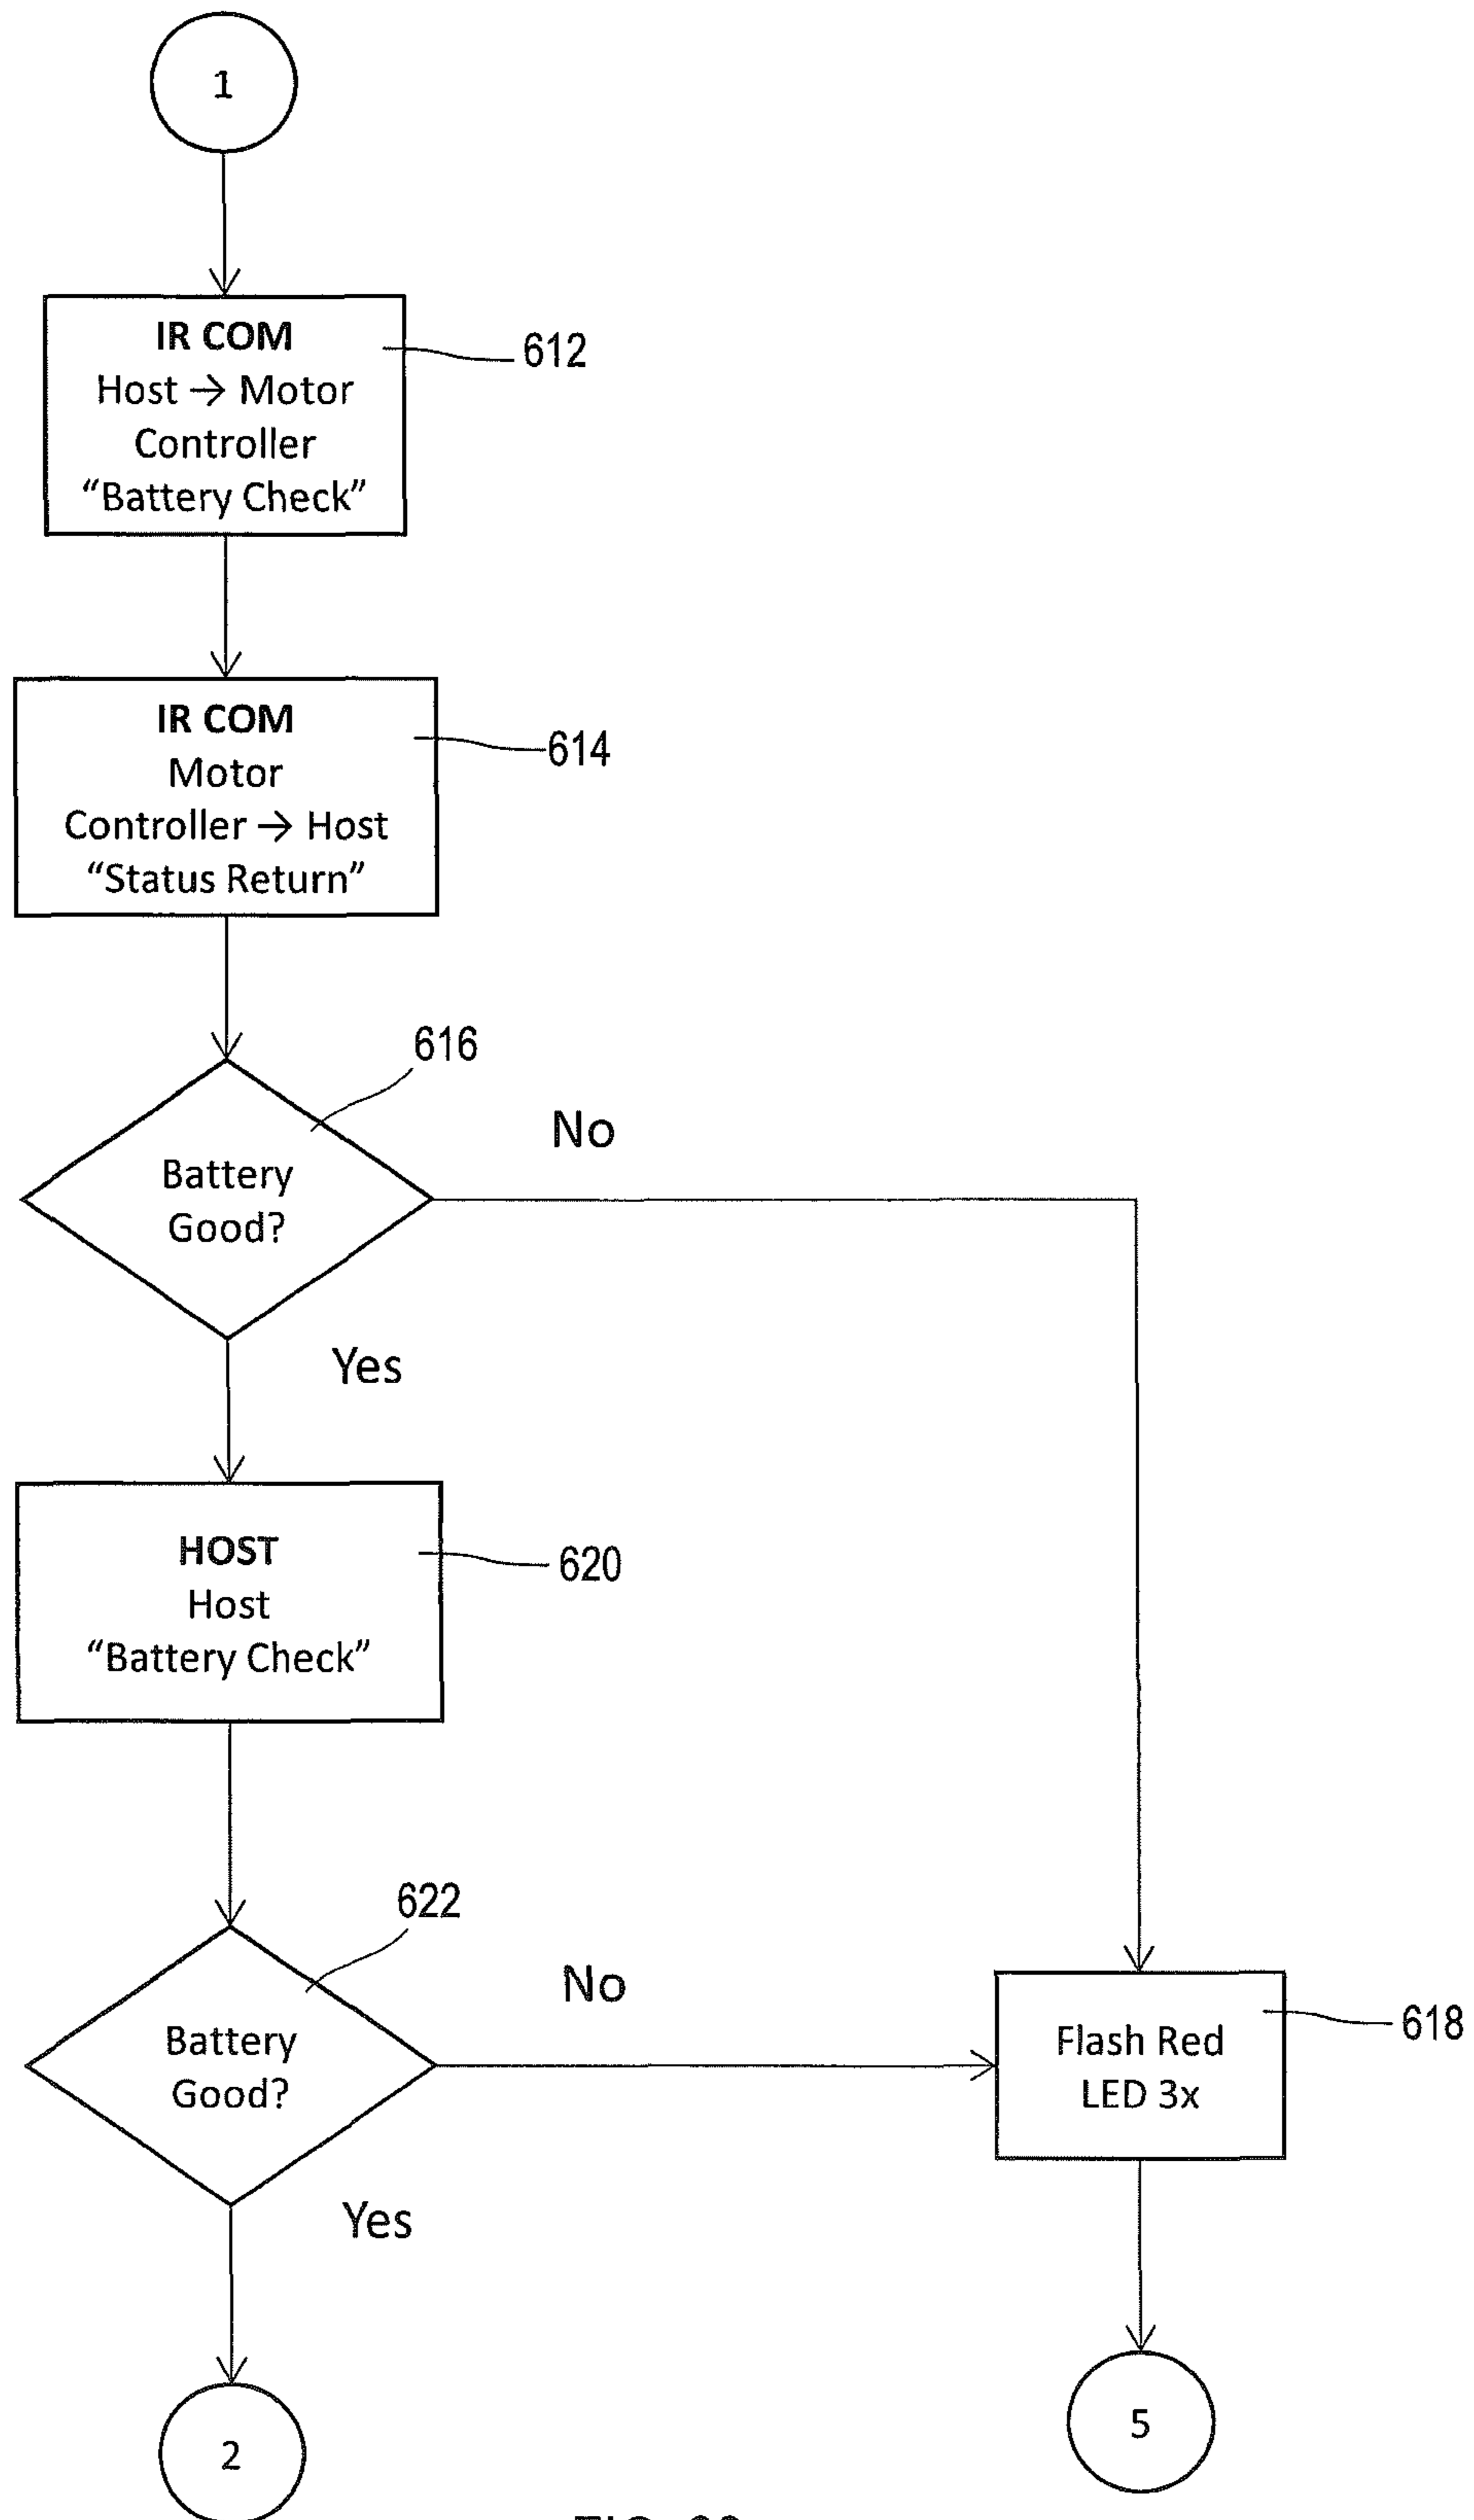 1
IR COM
Host → Motor
Controller
“Battery Check”
612
IR COM
Motor
Controller → Host
“Status Return”
614
616
Battery
Good?
No
Yes
HOST
Host
“Battery Check”
620
622
Battery
Good?
No
Yes
Flash Red
LED 3x
618
2
5